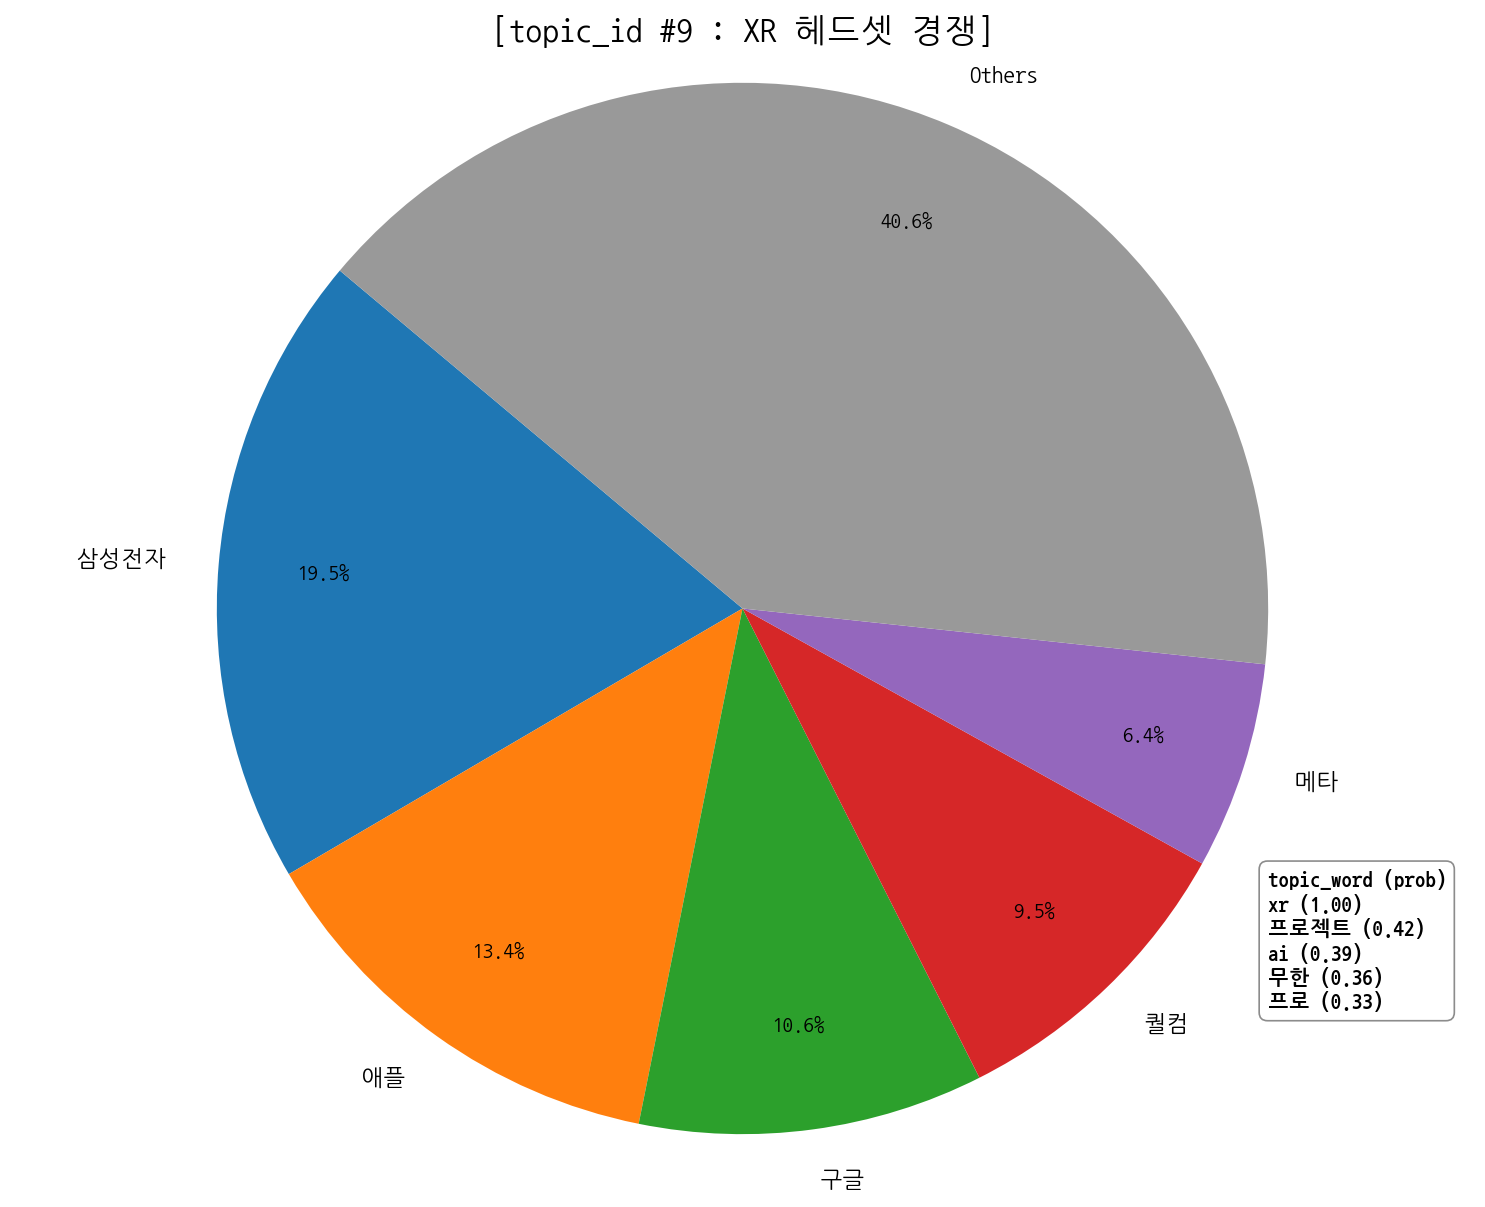 [topic_id #9 : XR 헤드셋 경쟁]
Others
40.6%
삼성전자
19.5%
6.4%
메타
topic_word (prob)
xr (1.00)
프로젝트 (0.42)
ai (0.39)
무한 (0.36)
프로 (0.33)
9.5%
13.4%
10.6%
퀄컴
애플
구글